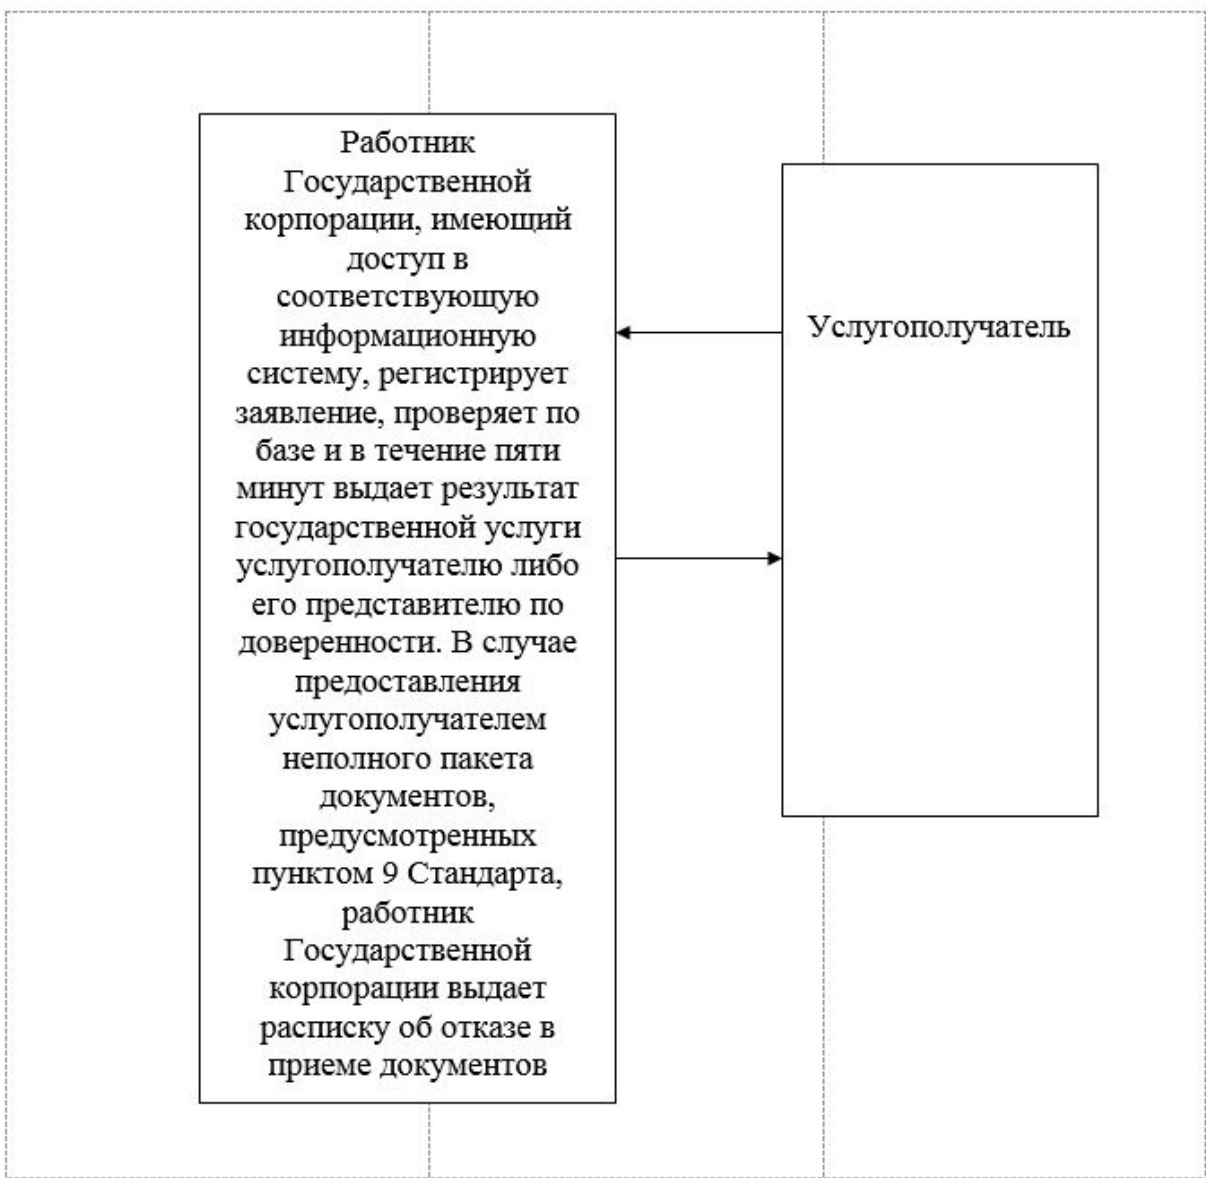 Работник
Государственной
корпорации, имеющий
доступ в
соответствующую
информационную
систему, регистрирует
заявление, проверяет по
базе и в течение пяти
минут выдает результат
государственной услуги
услугополучателю либо
его представителю по
доверенности. В случае
предоставления
услугополучателем
неполного пакета
документов,
предусмотренных
пунктом 9 Стандарта,
работник
Государственной
корпорации выдает
расписку об отказе в
приеме документов
Услугополучатель